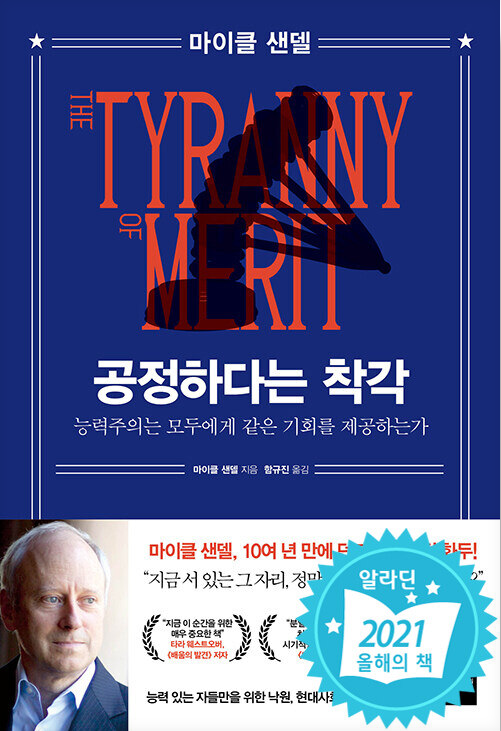 마이클 샌델
THE
TYRANNY
OF
MERIT
공정하다는 착각
능력주의는 모두에게 같은 기회를 제공하는가
마이클 샌델 지음 함규진 옮김
마이클 샌델, 10여 년 만에 화두!
“지금 서 있는 그 자리, 정말
“지금 이 순간을 위한
매우 중요한 책”
타라 웨스트오버,
《배움의 발견》 저자
능력 있는 자들만을 위한 낙원, 현대사회
알라딘
2021
올해의 책